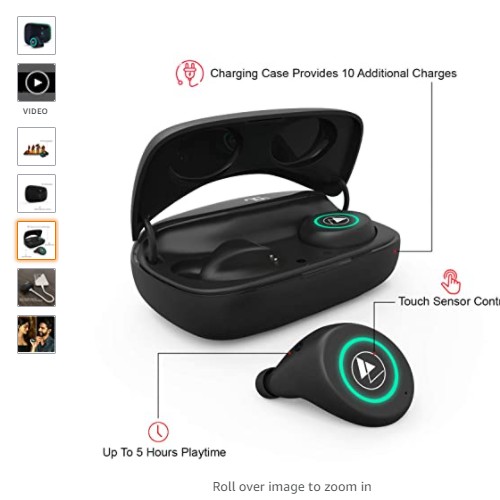 Charging Case Provides 10 Additional Charges
VIDEO
Touch Sensor Contr
Up To 5 Hours Playtime
Roll over image to zoom in